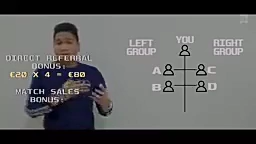 DIRECT REFERRAL
BONUS:
€20 X 4 = €80
MATCH SALES
BONUS:
LEFT
GROUP
YOU
RIGHT
GROUP
A
C
B
D